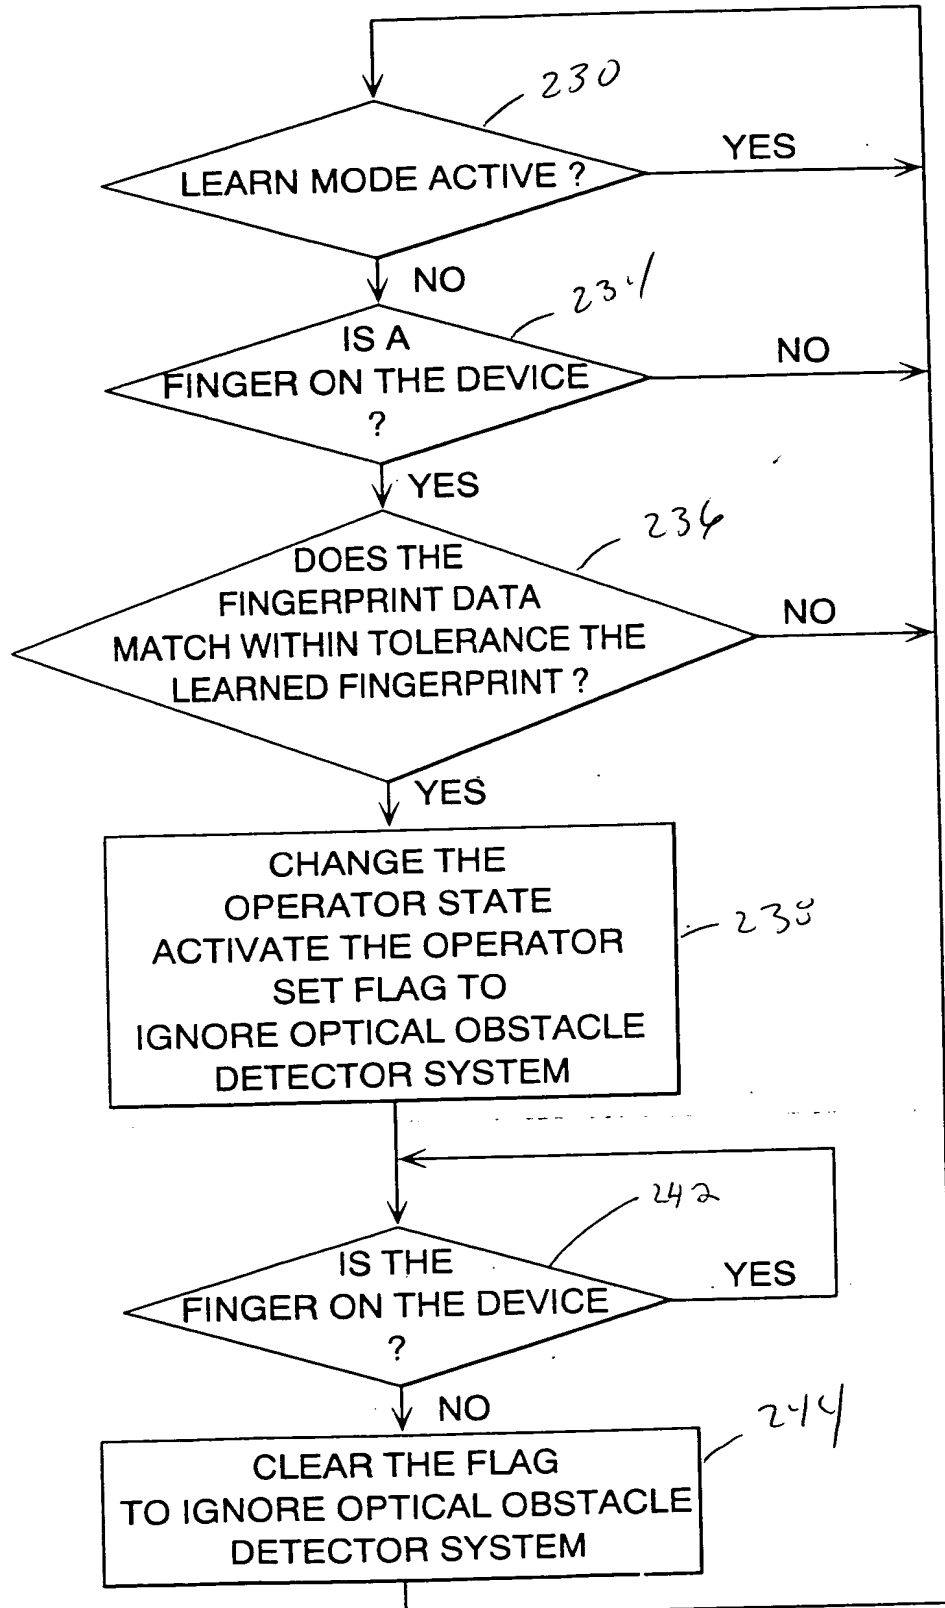 230
LEARN MODE ACTIVE ?
YES
NO
234
IS A
FINGER ON THE DEVICE
?
NO
YES
236
DOES THE
FINGERPRINT DATA
MATCH WITHIN TOLERANCE THE
LEARNED FINGERPRINT ?
NO
YES
CHANGE THE
OPERATOR STATE
ACTIVATE THE OPERATOR
SET FLAG TO
IGNORE OPTICAL OBSTACLE
DETECTOR SYSTEM
238
242
IS THE
FINGER ON THE DEVICE
?
YES
NO
244
CLEAR THE FLAG
TO IGNORE OPTICAL OBSTACLE
DETECTOR SYSTEM